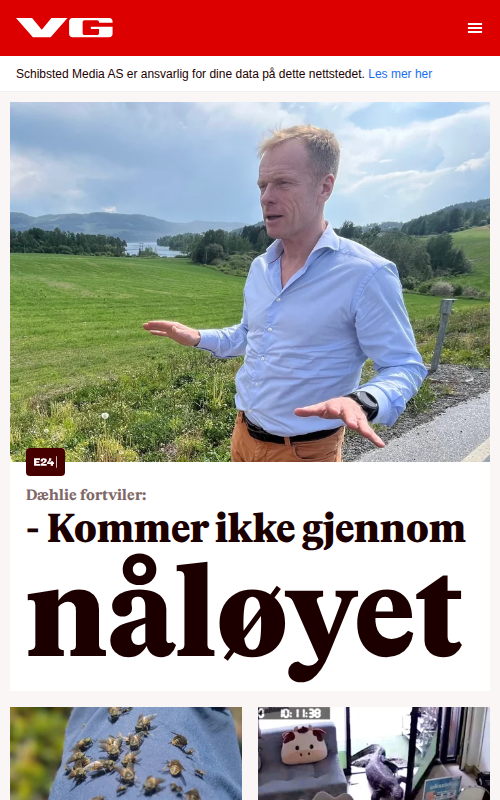 VG
Schibsted Media AS er ansvarlig for dine data på dette nettstedet. Les mer her
E24
Dæhlie fortviler:
- Kommer ikke gjennom
nåløyet
10:11:38